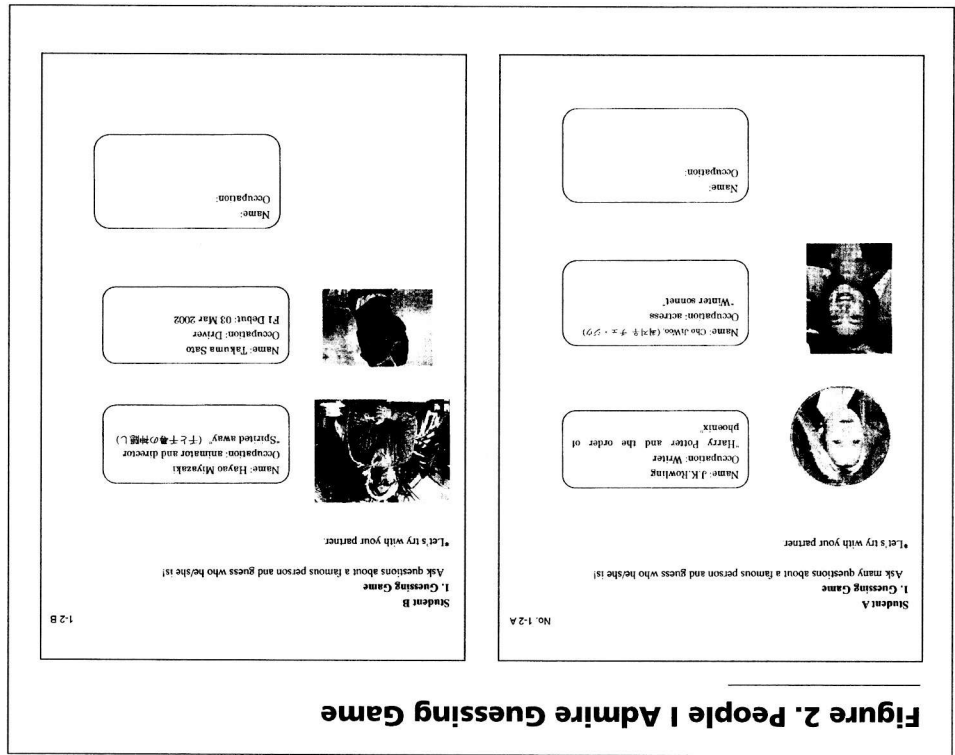 Figure 2. People I Admire Guessing Game
No. 1-2 A
Student A
1. Guessing Game
Ask many questions about a famous person and guess who he/she is!
*Let's try with your partner
Name: J.K.Rowling
Occupation: Writer
"Harry Potter and the order of
phoenix"
Name: Cho JiWoo, (최지우 チェ・ジウ)
Occupation: actress
"Winter sonnet"
Name:
Occupation:
1-2 B
Student B
1. Guessing Game
Ask questions about a famous person and guess who he/she is!
*Let's try with your partner.
Name: Hayao Miyazaki
Occupation: animator and director
"Spirited away" (千と千尋の神隠し)
Name: Takuma Sato
Occupation: Driver
F1 Debut: 03 Mar 2002
Name:
Occupation: